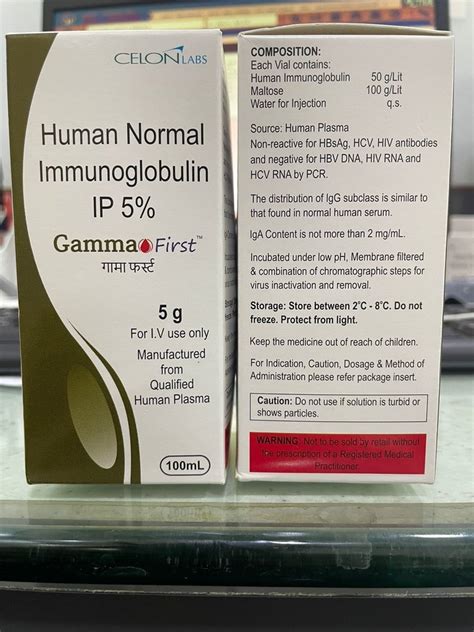 CELON LABS
Human Normal
Immunoglobulin
IP 5%
Gamma First™
गामा फर्स्ट
5 g
For I.V use only
Manufactured
from
Qualified
Human Plasma
100mL
COMPOSITION:
Each Vial contains:
Human Immunoglobulin 50 g/Lit
Maltose 100 g/Lit
Water for Injection q.s.
Source: Human Plasma
Non-reactive for HBsAg, HCV, HIV antibodies
and negative for HBV DNA, HIV RNA and
HCV RNA by PCR.
The distribution of IgG subclass is similar to
that found in normal human serum.
IgA Content is not more than 2 mg/mL.
Incubated under low pH, Membrane filtered
& combination of chromatographic steps for
virus inactivation and removal.
Storage: Store between 2°C - 8°C. Do not
freeze. Protect from light.
Keep the medicine out of reach of children.
For Indication, Caution, Dosage & Method of
Administration please refer package insert.
Caution: Do not use if solution is turbid or
shows particles.
WARNING: Not to be sold by retail without
the prescription of a Registered Medical
Practitioner.